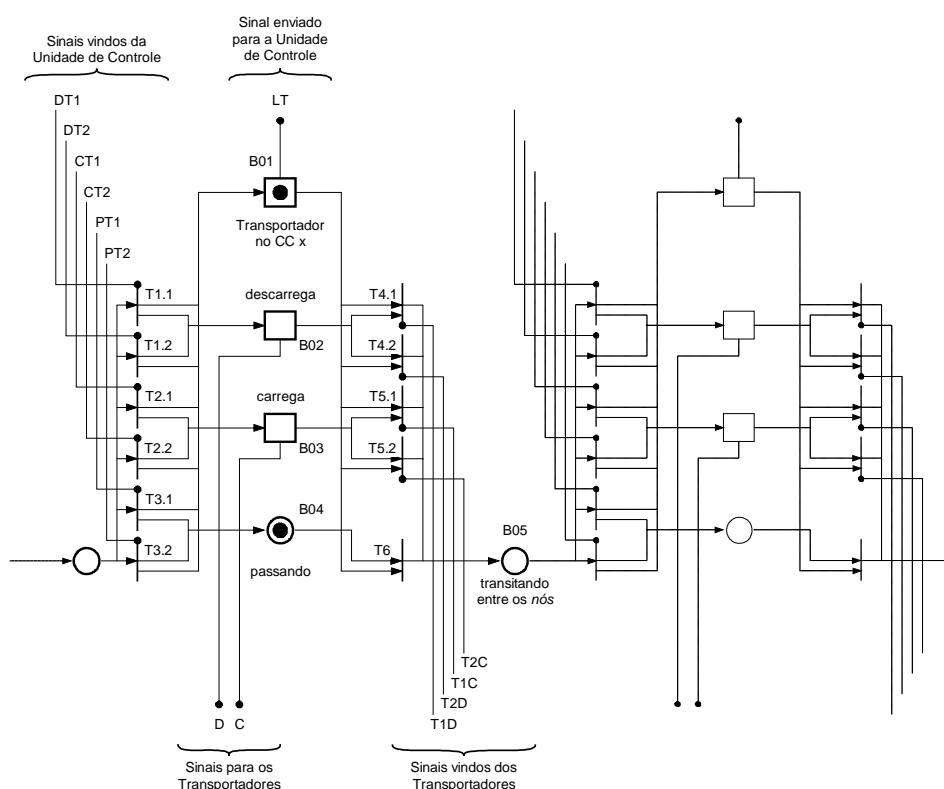 Sinais vindos da
Unidade de Controle
Sinal enviado
para a Unidade
de Controle
DT1
LT
DT2
CT1
B01
CT2
PT1
Transportador
no CC x
PT2
T1.1
descarrega
T4.1
T1.2
B02
T4.2
T2.1
carrega
T5.1
T2.2
B03
T5.2
T3.1
B04
T3.2
passando
T6
B05
transitando
entre os nós
T2C
T1C
T2D
T1D
D
C
Sinais para os
Transportadores
Sinais vindos dos
Transportadores